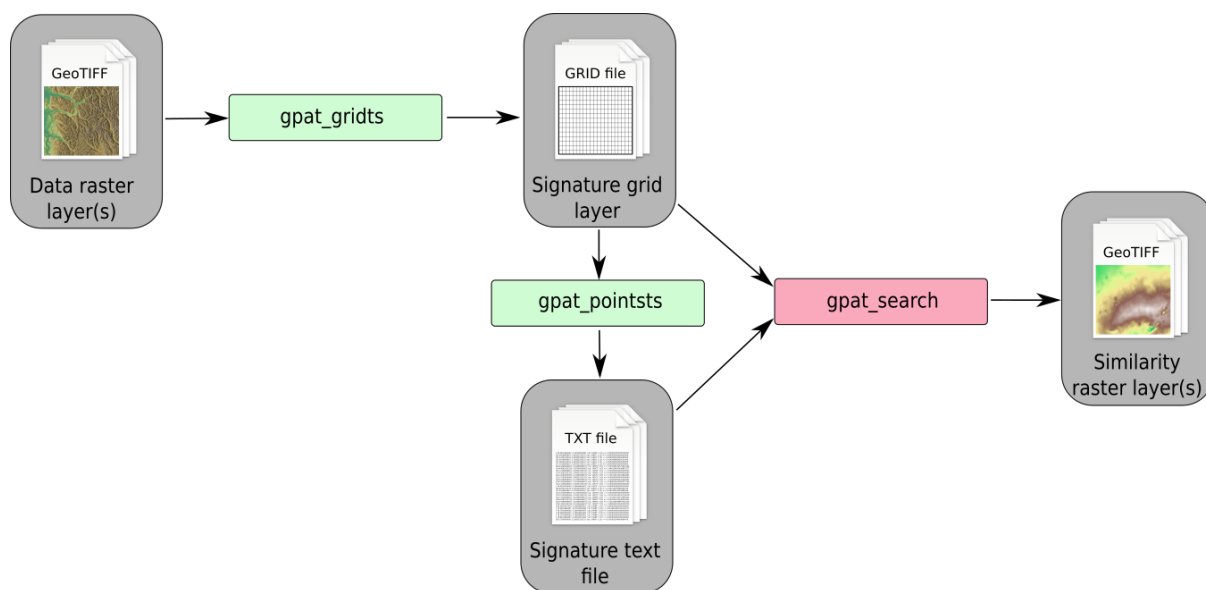 GeoTIFF
Data raster
layer(s)
gpat_gridts
GRID file
Signature grid
layer
gpat_pointsts
TXT file
Signature text
file
gpat_search
GeoTIFF
Similarity
raster layer(s)